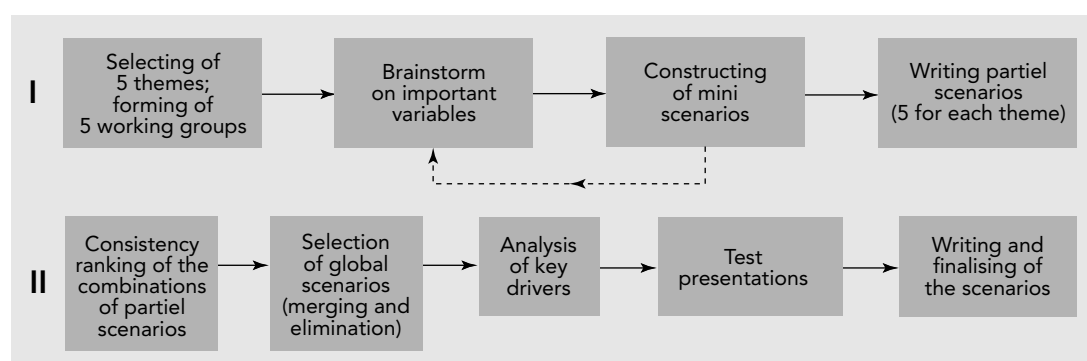 I
Selecting of
5 themes;
forming of
5 working groups
Brainstorm
on important
variables
Constructing
of mini
scenarios
Writing partiel
scenarios
(5 for each theme)
II
Consistency
ranking of the
combinations
of partiel
scenarios
Selection
of global
scenarios
(merging and
elimination)
Analysis
of key
drivers
Test
presentations
Writing and
finalising of
the scenarios